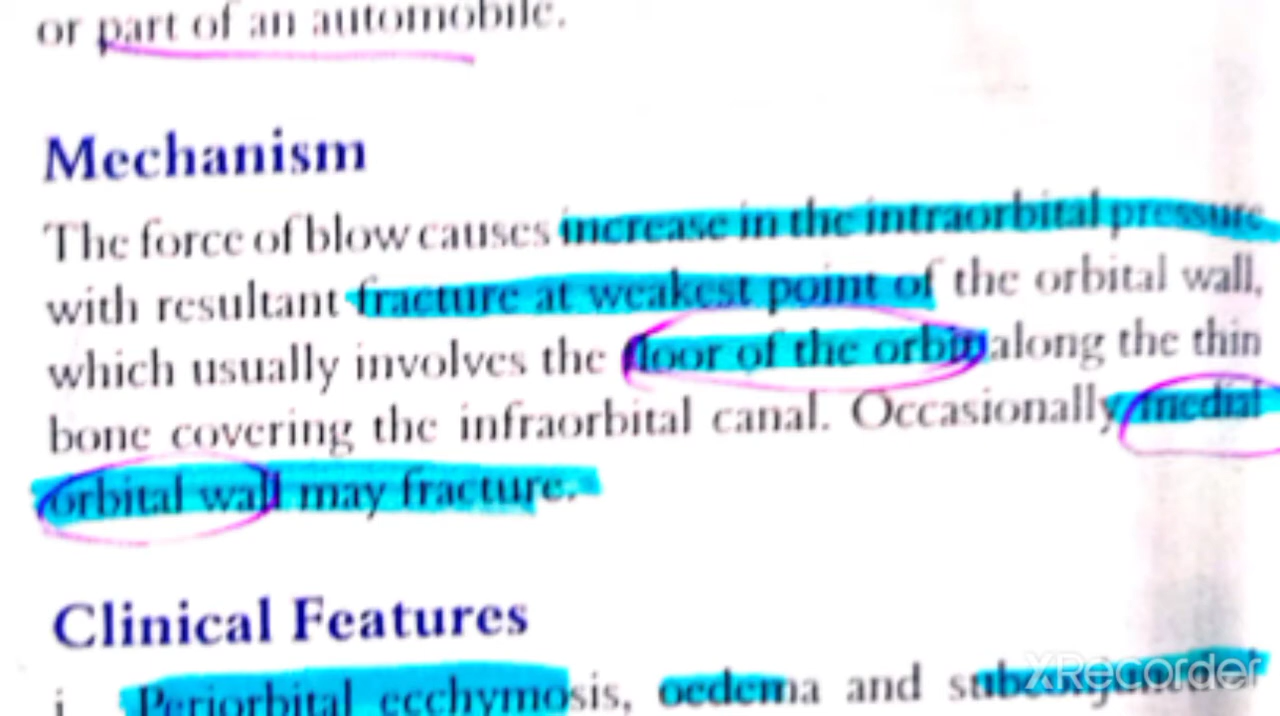 or part of an automobile.
Mechanism
The force of blow causes increase in the intraorbital pressure
with resultant fracture at weakest point of the orbital wall,
which usually involves the floor of the orbit along the thin
bone covering the infraorbital canal. Occasionally medial
orbital wall may fracture.
Clinical Features
i. Periorbital ecchymosis, oedema and
XRecorder